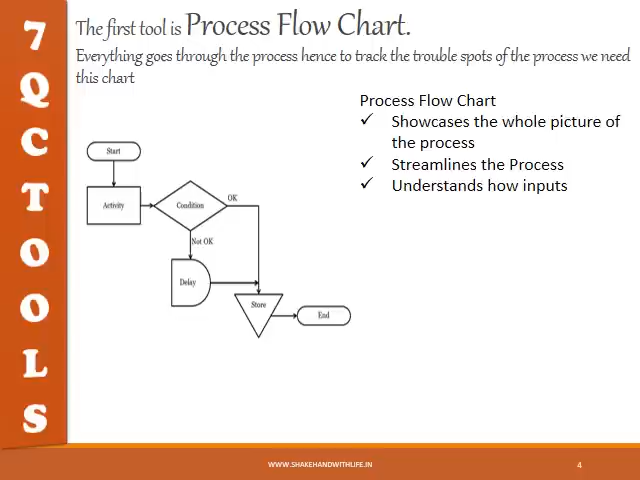 7
Q
C
T
O
O
L
S
The first tool is Process Flow Chart.
Everything goes through the process hence to track the trouble spots of the process we need
this chart
Process Flow Chart
✓ Showcases the whole picture of
the process
✓ Streamlines the Process
✓ Understands how inputs
Start
Activity
Condition
OK
Not OK
Delay
Store
End
WWW.SHAKEHANDWITHLIFE.IN
4